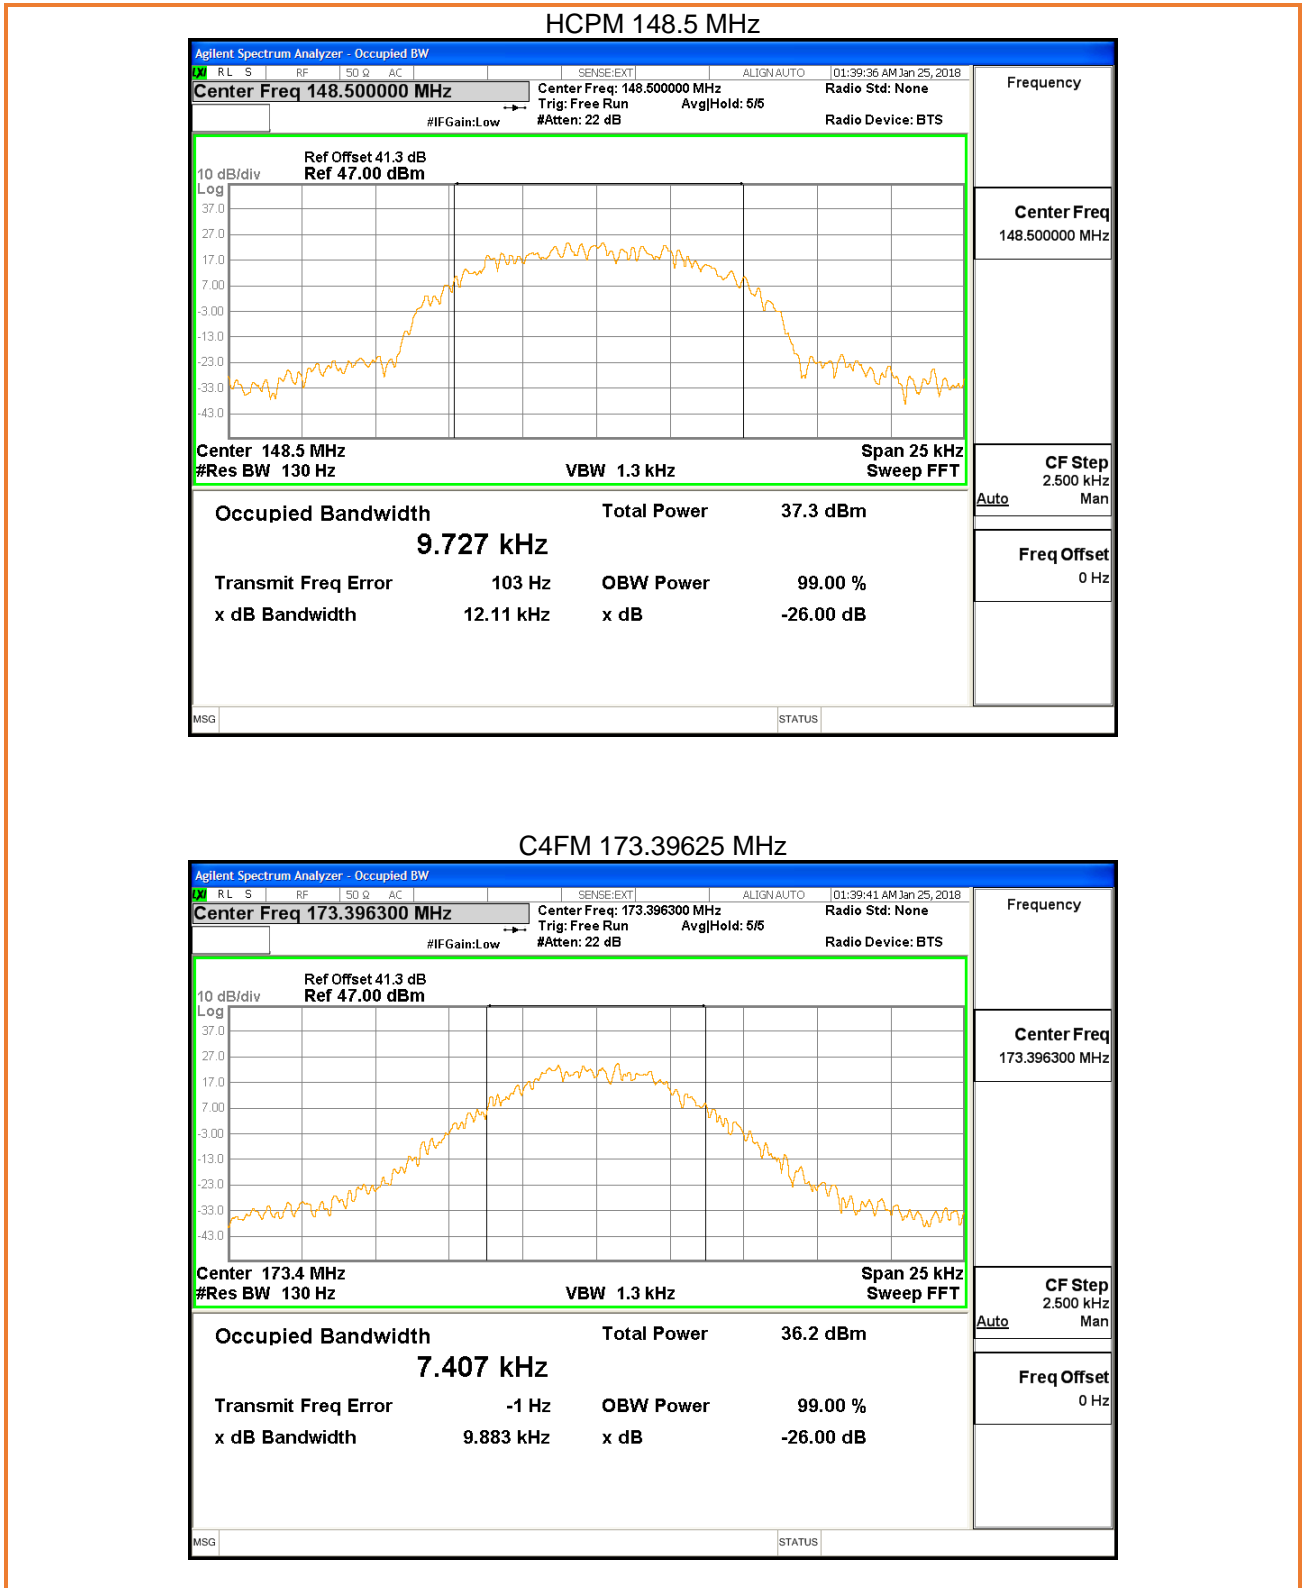 HCPM 148.5 MHz
Agilent Spectrum Analyzer - Occupied BW
LXI RL S RF 50 Ω AC SENSE:EXT ALIGN AUTO 01:39:36 AM Jan 25, 2018
Center Freq 148.500000 MHz
Center Freq: 148.500000 MHz Radio Std: None
Trig: Free Run Avg|Hold: 5/5
#IFGain:Low #Atten: 22 dB Radio Device: BTS
Frequency
Ref Offset 41.3 dB
10 dB/div Ref 47.00 dBm
Log
37.0
27.0
17.0
7.00
-3.00
-13.0
-23.0
-33.0
-43.0
Center Freq
148.500000 MHz
Center 148.5 MHz Span 25 kHz
#Res BW 130 Hz VBW 1.3 kHz Sweep FFT
CF Step
2.500 kHz
Auto Man
Occupied Bandwidth Total Power 37.3 dBm
9.727 kHz
Transmit Freq Error 103 Hz OBW Power 99.00 %
x dB Bandwidth 12.11 kHz x dB -26.00 dB
Freq Offset
0 Hz
MSG STATUS
C4FM 173.39625 MHz
Agilent Spectrum Analyzer - Occupied BW
LXI RL S RF 50 Ω AC SENSE:EXT ALIGN AUTO 01:39:41 AM Jan 25, 2018
Center Freq 173.396300 MHz
Center Freq: 173.396300 MHz Radio Std: None
Trig: Free Run Avg|Hold: 5/5
#IFGain:Low #Atten: 22 dB Radio Device: BTS
Frequency
Ref Offset 41.3 dB
10 dB/div Ref 47.00 dBm
Log
37.0
27.0
17.0
7.00
-3.00
-13.0
-23.0
-33.0
-43.0
Center Freq
173.396300 MHz
Center 173.4 MHz Span 25 kHz
#Res BW 130 Hz VBW 1.3 kHz Sweep FFT
CF Step
2.500 kHz
Auto Man
Occupied Bandwidth Total Power 36.2 dBm
7.407 kHz
Transmit Freq Error -1 Hz OBW Power 99.00 %
x dB Bandwidth 9.883 kHz x dB -26.00 dB
Freq Offset
0 Hz
MSG STATUS